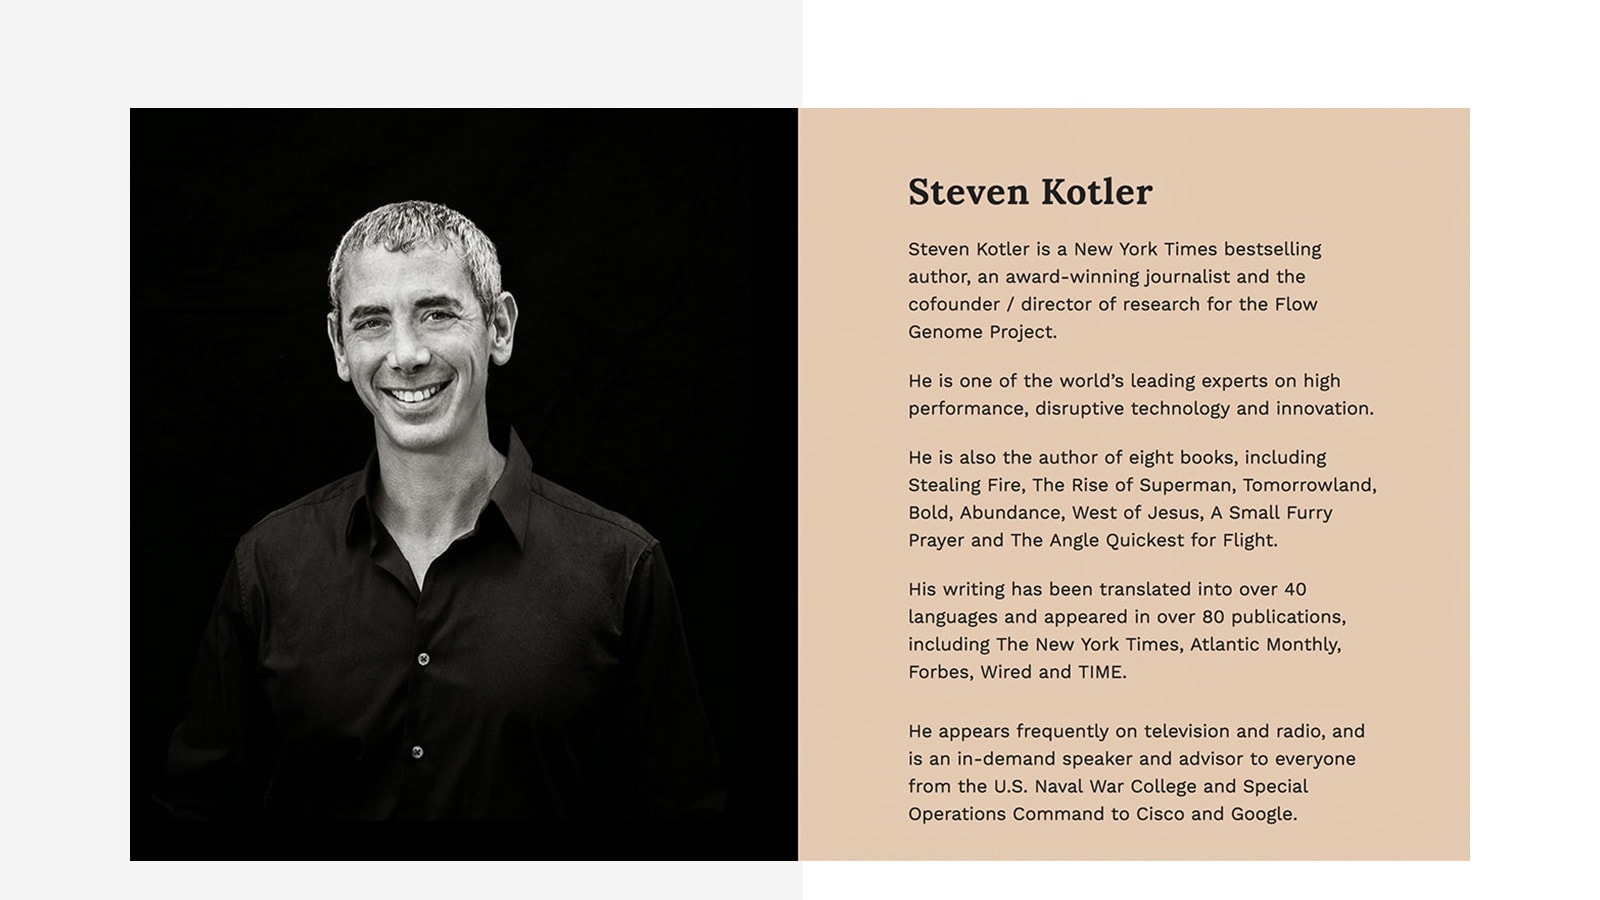 Steven Kotler
Steven Kotler is a New York Times bestselling
author, an award-winning journalist and the
cofounder / director of research for the Flow
Genome Project.
He is one of the world’s leading experts on high
performance, disruptive technology and innovation.
He is also the author of eight books, including
Stealing Fire, The Rise of Superman, Tomorrowland,
Bold, Abundance, West of Jesus, A Small Furry
Prayer and The Angle Quickest for Flight.
His writing has been translated into over 40
languages and appeared in over 80 publications,
including The New York Times, Atlantic Monthly,
Forbes, Wired and TIME.
He appears frequently on television and radio, and
is an in-demand speaker and advisor to everyone
from the U.S. Naval War College and Special
Operations Command to Cisco and Google.